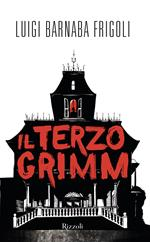 LUIGI BARNABA FRIGOLI
IL TERZO
GRIMM
Rizzoli